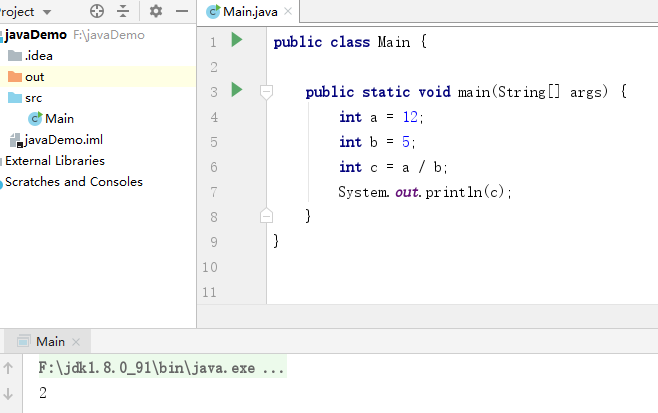 Project
javaDemo F:\javaDemo
.idea
out
src
Main
javaDemo.iml
External Libraries
Scratches and Consoles
Main.java
1 public class Main {
2
3 public static void main(String[] args) {
4 int a = 12;
5 int b = 5;
6 int c = a / b;
7 System.out.println(c);
8 }
9 }
10
11
Main
F:\jdk1.8.0_91\bin\java.exe ...
2